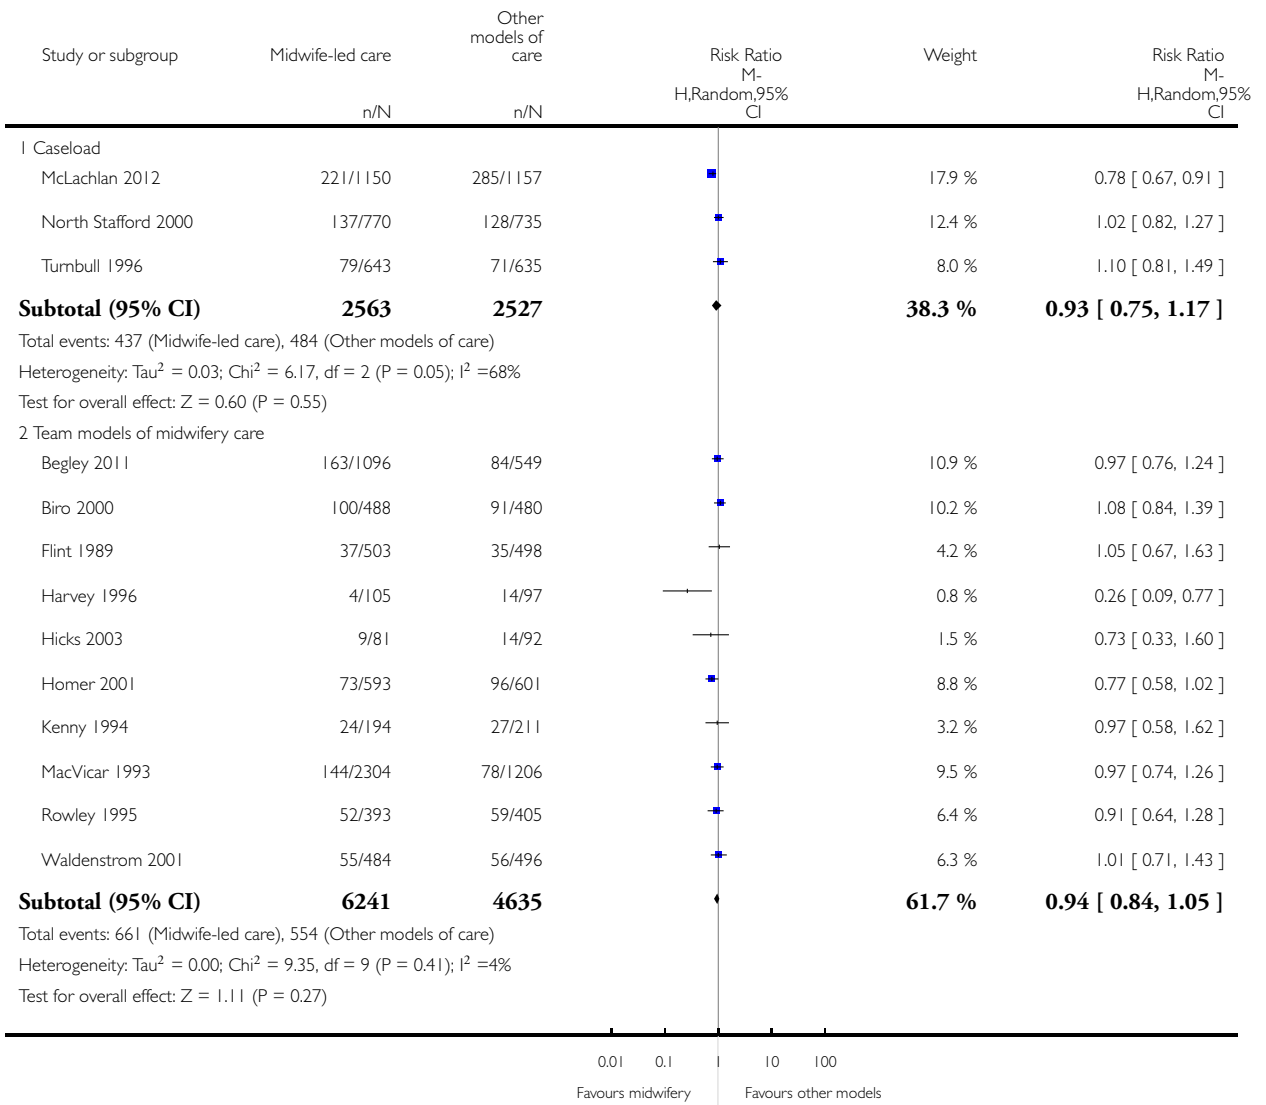 Other
models of
Study or subgroup Midwife-led care care Risk Ratio Weight Risk Ratio
M- M-
H,Random,95% H,Random,95%
n/N n/N CI CI
1 Caseload
McLachlan 2012 221/1150 285/1157 17.9 % 0.78 [ 0.67, 0.91 ]
North Stafford 2000 137/770 128/735 12.4 % 1.02 [ 0.82, 1.27 ]
Turnbull 1996 79/643 71/635 8.0 % 1.10 [ 0.81, 1.49 ]
Subtotal (95% CI) 2563 2527 38.3 % 0.93 [ 0.75, 1.17 ]
Total events: 437 (Midwife-led care), 484 (Other models of care)
Heterogeneity: Tau² = 0.03; Chi² = 6.17, df = 2 (P = 0.05); I² =68%
Test for overall effect: Z = 0.60 (P = 0.55)
2 Team models of midwifery care
Begley 2011 163/1096 84/549 10.9 % 0.97 [ 0.76, 1.24 ]
Biro 2000 100/488 91/480 10.2 % 1.08 [ 0.84, 1.39 ]
Flint 1989 37/503 35/498 4.2 % 1.05 [ 0.67, 1.63 ]
Harvey 1996 4/105 14/97 0.8 % 0.26 [ 0.09, 0.77 ]
Hicks 2003 9/81 14/92 1.5 % 0.73 [ 0.33, 1.60 ]
Homer 2001 73/593 96/601 8.8 % 0.77 [ 0.58, 1.02 ]
Kenny 1994 24/194 27/211 3.2 % 0.97 [ 0.58, 1.62 ]
MacVicar 1993 144/2304 78/1206 9.5 % 0.97 [ 0.74, 1.26 ]
Rowley 1995 52/393 59/405 6.4 % 0.91 [ 0.64, 1.28 ]
Waldenstrom 2001 55/484 56/496 6.3 % 1.01 [ 0.71, 1.43 ]
Subtotal (95% CI) 6241 4635 61.7 % 0.94 [ 0.84, 1.05 ]
Total events: 661 (Midwife-led care), 554 (Other models of care)
Heterogeneity: Tau² = 0.00; Chi² = 9.35, df = 9 (P = 0.41); I² =4%
Test for overall effect: Z = 1.11 (P = 0.27)
0.01 0.1 1 10 100
Favours midwifery Favours other models